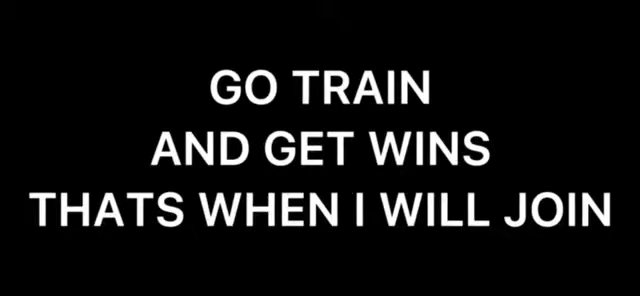 GO TRAIN
AND GET WINS
THATS WHEN I WILL JOIN